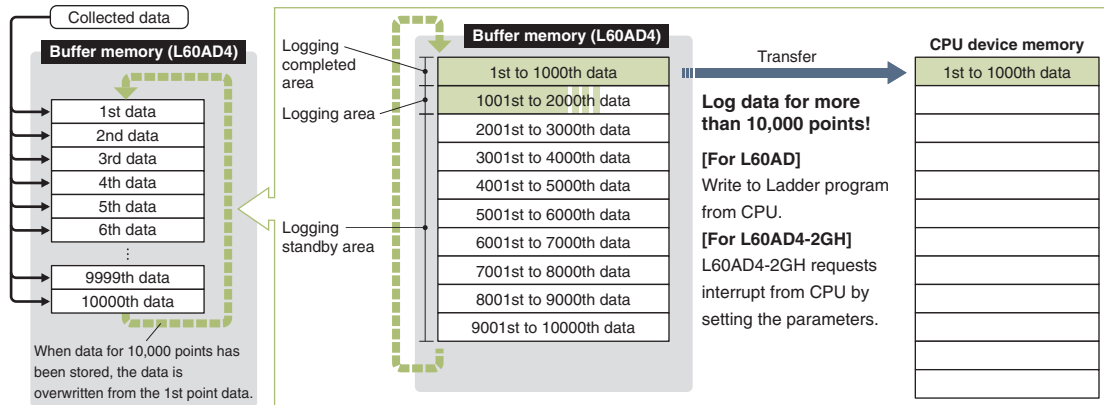 Collected data
Buffer memory (L60AD4)
1st data
2nd data
3rd data
4th data
5th data
6th data
⋮
9999th data
10000th data
When data for 10,000 points has
been stored, the data is
overwritten from the 1st point data.
Logging
completed
area
Logging area
Logging
standby area
Buffer memory (L60AD4)
1st to 1000th data
1001st to 2000th data
2001st to 3000th data
3001st to 4000th data
4001st to 5000th data
5001st to 6000th data
6001st to 7000th data
7001st to 8000th data
8001st to 9000th data
9001st to 10000th data
Transfer
Log data for more
than 10,000 points!
[For L60AD]
Write to Ladder program
from CPU.
[For L60AD4-2GH]
L60AD4-2GH requests
interrupt from CPU by
setting the parameters.
CPU device memory
1st to 1000th data